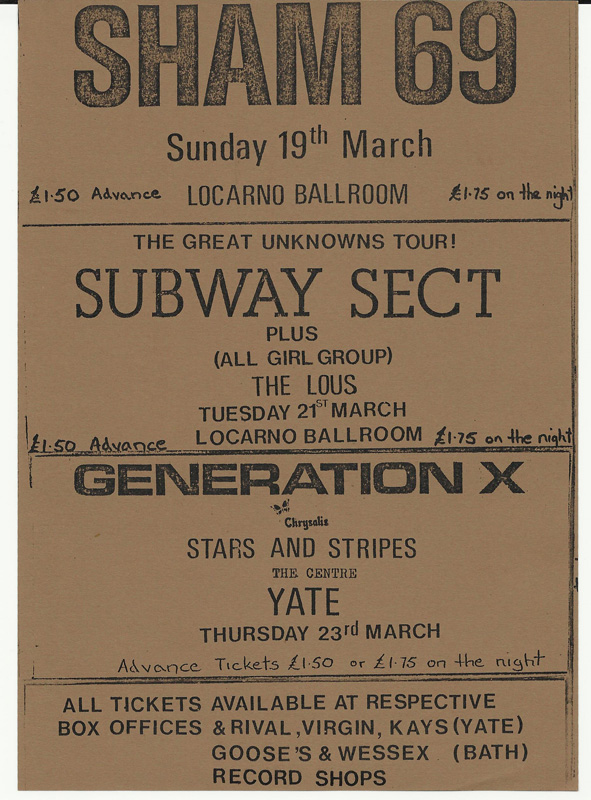 SHAM 69
Sunday 19th March
£1·50 Advance LOCARNO BALLROOM £1·75 on the night
THE GREAT UNKNOWNS TOUR!
SUBWAY SECT
PLUS
(ALL GIRL GROUP)
THE LOUS
TUESDAY 21ST MARCH
£1·50 Advance LOCARNO BALLROOM £1·75 on the night
GENERATION X
Chrysalis
STARS AND STRIPES
THE CENTRE
YATE
THURSDAY 23rd MARCH
Advance Tickets £1·50 or £1·75 on the night
ALL TICKETS AVAILABLE AT RESPECTIVE
BOX OFFICES & RIVAL, VIRGIN, KAYS (YATE)
GOOSE'S & WESSEX (BATH)
RECORD SHOPS